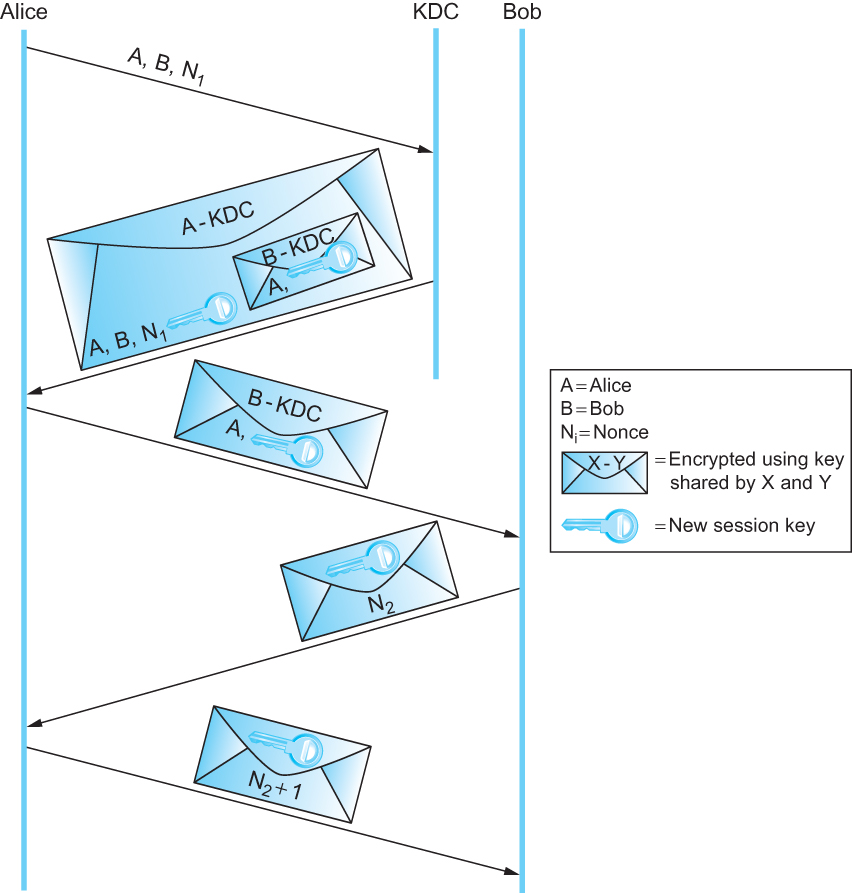 Alice
KDC
Bob
A, B, N₁
A-KDC
B-KDC
A,
A, B, N₁
B-KDC
A,
A=Alice
B=Bob
Nᵢ=Nonce
X-Y
=Encrypted using key
shared by X and Y
=New session key
N₂
N₂+1